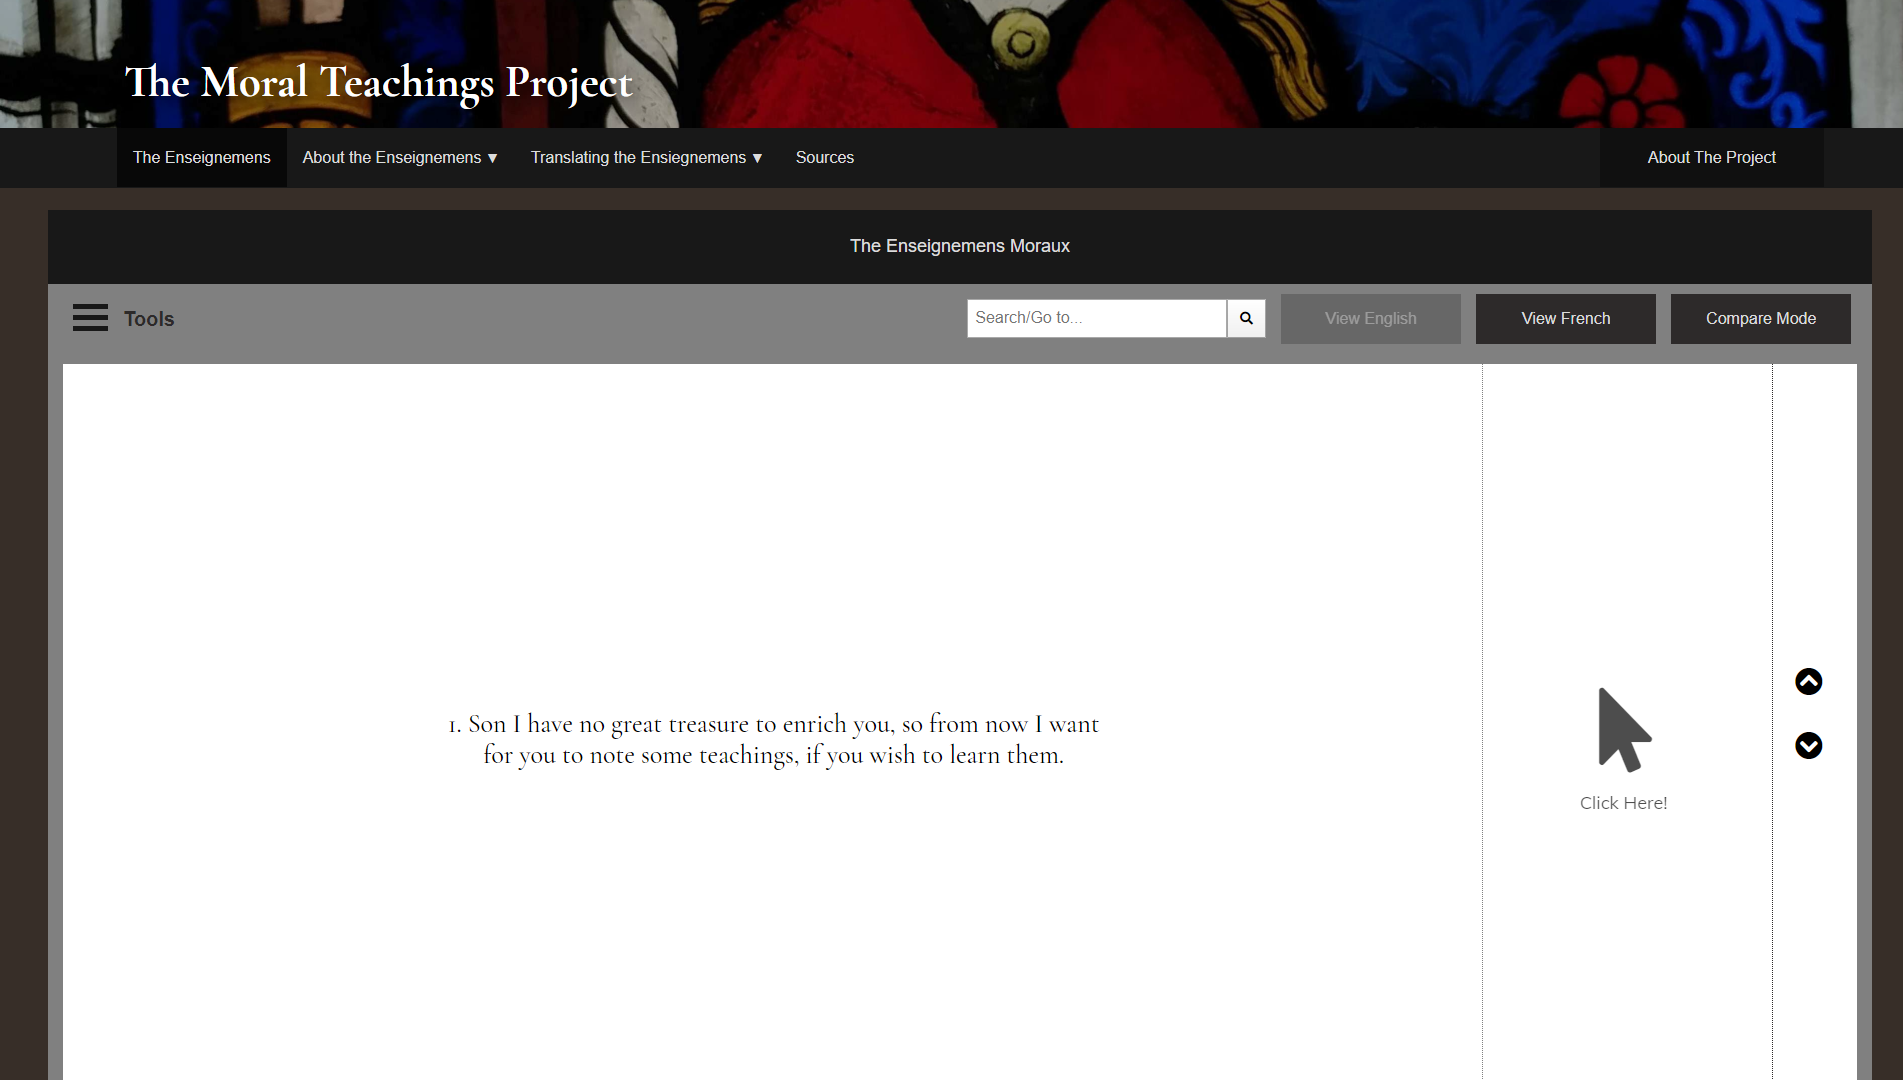 The Moral Teachings Project
The Enseignemens
About the Enseignemens ▼
Translating the Ensiegnemens ▼
Sources
About The Project
The Enseignemens Moraux
Tools
Search/Go to...
View English
View French
Compare Mode
1. Son I have no great treasure to enrich you, so from now I want
for you to note some teachings, if you wish to learn them.
Click Here!